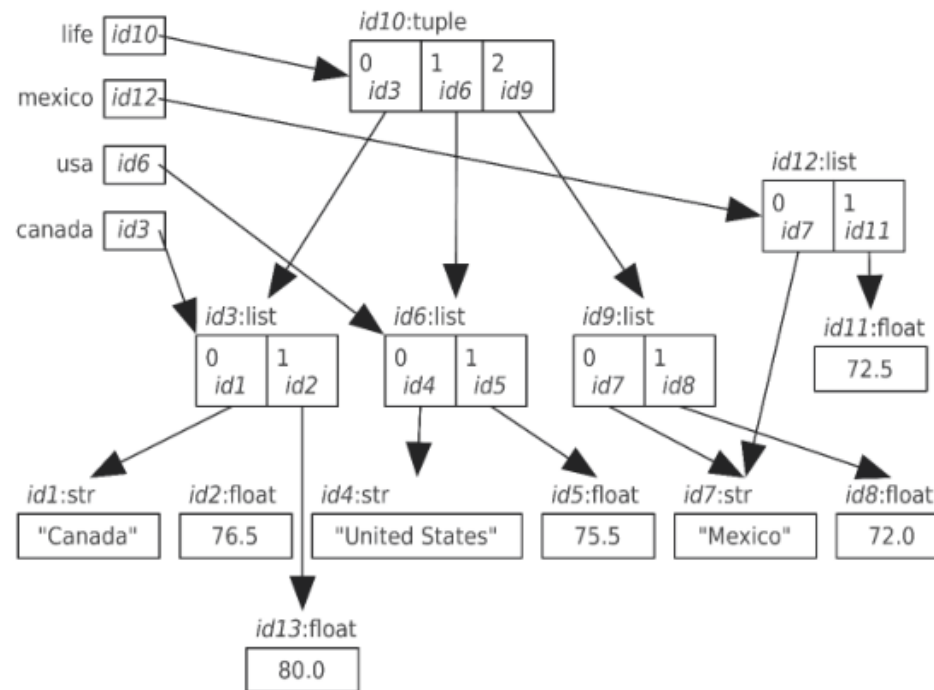 life id10
id10:tuple
0 1 2
id3 id6 id9
mexico id12
usa id6
canada id3
id12:list
0 1
id7 id11
id3:list
0 1
id1 id2
id6:list
0 1
id4 id5
id9:list
0 1
id7 id8
id11:float
72.5
id1:str
"Canada"
id2:float
76.5
id4:str
"United States"
id5:float
75.5
id7:str
"Mexico"
id8:float
72.0
id13:float
80.0